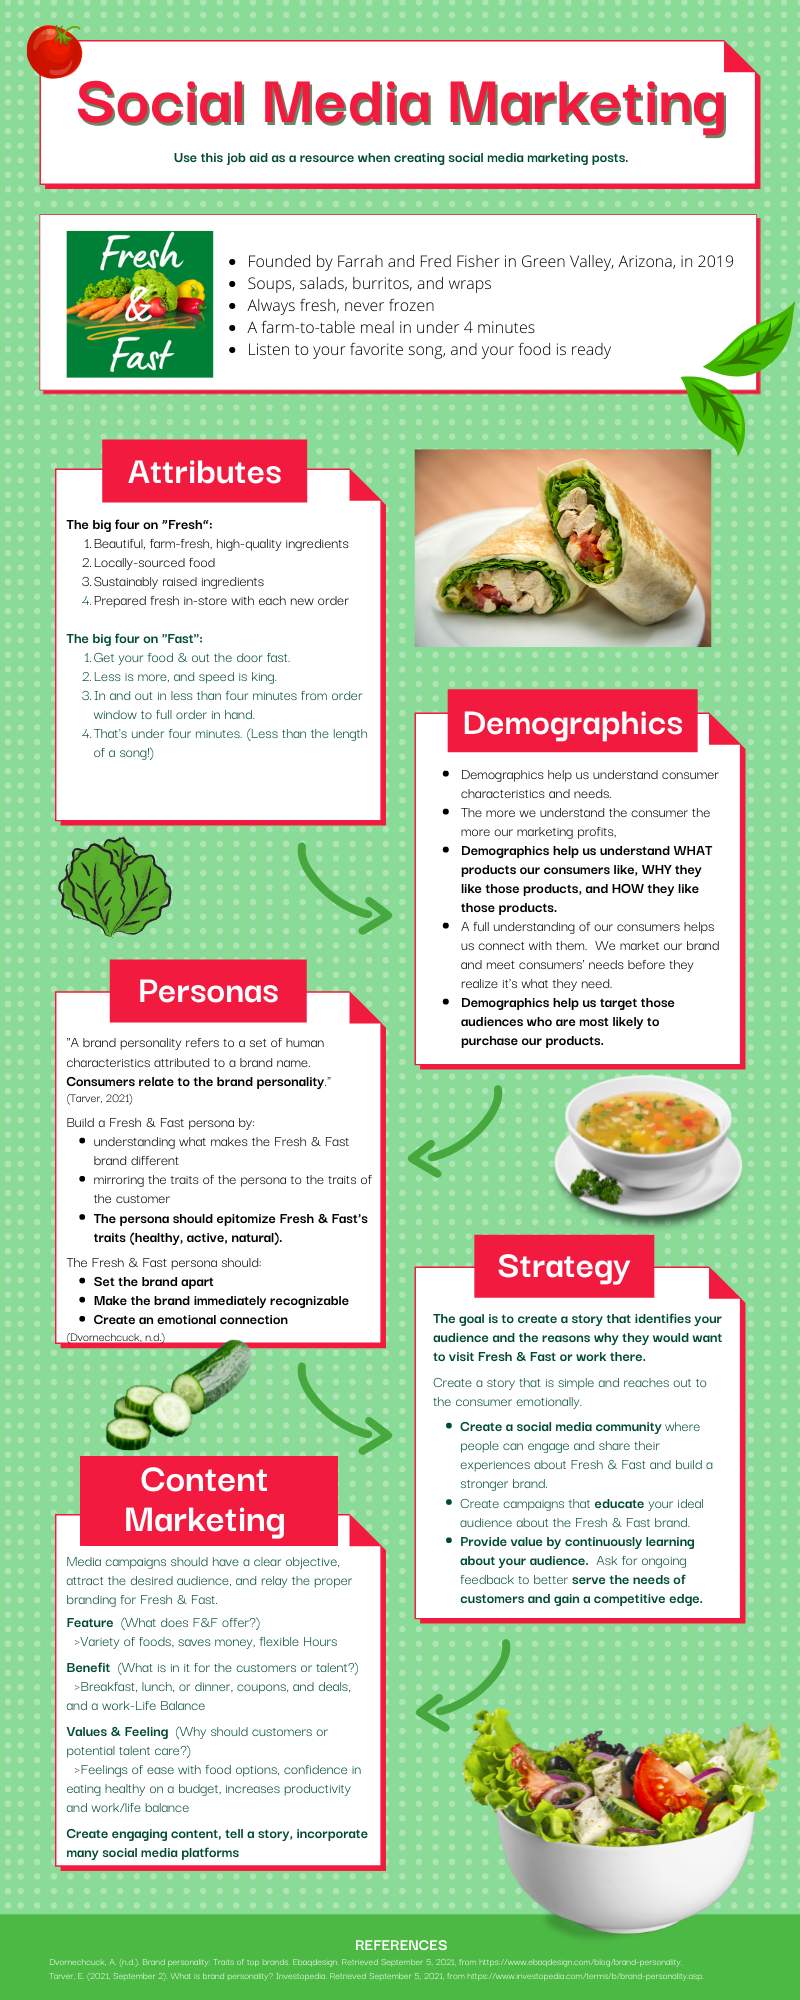 Social Media Marketing
Use this job aid as a resource when creating social media marketing posts.
Fresh
&
Fast
• Founded by Farrah and Fred Fisher in Green Valley, Arizona, in 2019
• Soups, salads, burritos, and wraps
• Always fresh, never frozen
• A farm-to-table meal in under 4 minutes
• Listen to your favorite song, and your food is ready
Attributes
The big four on "Fresh":
1. Beautiful, farm-fresh, high-quality ingredients
2. Locally-sourced food
3. Sustainably raised ingredients
4. Prepared fresh in-store with each new order
The big four on "Fast":
1. Get your food & out the door fast.
2. Less is more, and speed is king.
3. In and out in less than four minutes from order
window to full order in hand.
4. That's under four minutes. (Less than the length
of a song!)
Demographics
• Demographics help us understand consumer
characteristics and needs.
• The more we understand the consumer the
more our marketing profits,
• Demographics help us understand WHAT
products our consumers like, WHY they
like those products, and HOW they like
those products.
• A full understanding of our consumers helps
us connect with them. We market our brand
and meet consumers' needs before they
realize it's what they need.
• Demographics help us target those
audiences who are most likely to
purchase our products.
Personas
"A brand personality refers to a set of human
characteristics attributed to a brand name.
Consumers relate to the brand personality."
(Tarver, 2021)
Build a Fresh & Fast persona by:
• understanding what makes the Fresh & Fast
brand different
• mirroring the traits of the persona to the traits of
the customer
• The persona should epitomize Fresh & Fast's
traits (healthy, active, natural).
The Fresh & Fast persona should:
• Set the brand apart
• Make the brand immediately recognizable
• Create an emotional connection
(Dvornechcuck, n.d.)
Strategy
The goal is to create a story that identifies your
audience and the reasons why they would want
to visit Fresh & Fast or work there.
Create a story that is simple and reaches out to
the consumer emotionally.
• Create a social media community where
people can engage and share their
experiences about Fresh & Fast and build a
stronger brand.
• Create campaigns that educate your ideal
audience about the Fresh & Fast brand.
• Provide value by continuously learning
about your audience. Ask for ongoing
feedback to better serve the needs of
customers and gain a competitive edge.
Content
Marketing
Media campaigns should have a clear objective,
attract the desired audience, and relay the proper
branding for Fresh & Fast.
Feature (What does F&F offer?)
>Variety of foods, saves money, flexible Hours
Benefit (What is in it for the customers or talent?)
>Breakfast, lunch, or dinner, coupons, and deals,
and a work-Life Balance
Values & Feeling (Why should customers or
potential talent care?)
>Feelings of ease with food options, confidence in
eating healthy on a budget, increases productivity
and work/life balance
Create engaging content, tell a story, incorporate
many social media platforms
REFERENCES
Dvornechcuck, A. (n.d.). Brand personality: Traits of top brands. Ebaqdesign. Retrieved September 5, 2021, from https://www.ebaqdesign.com/blog/brand-personality.
Tarver, E. (2021, September 2). What is brand personality? Investopedia. Retrieved September 5, 2021, from https://www.investopedia.com/terms/b/brand-personality.asp.